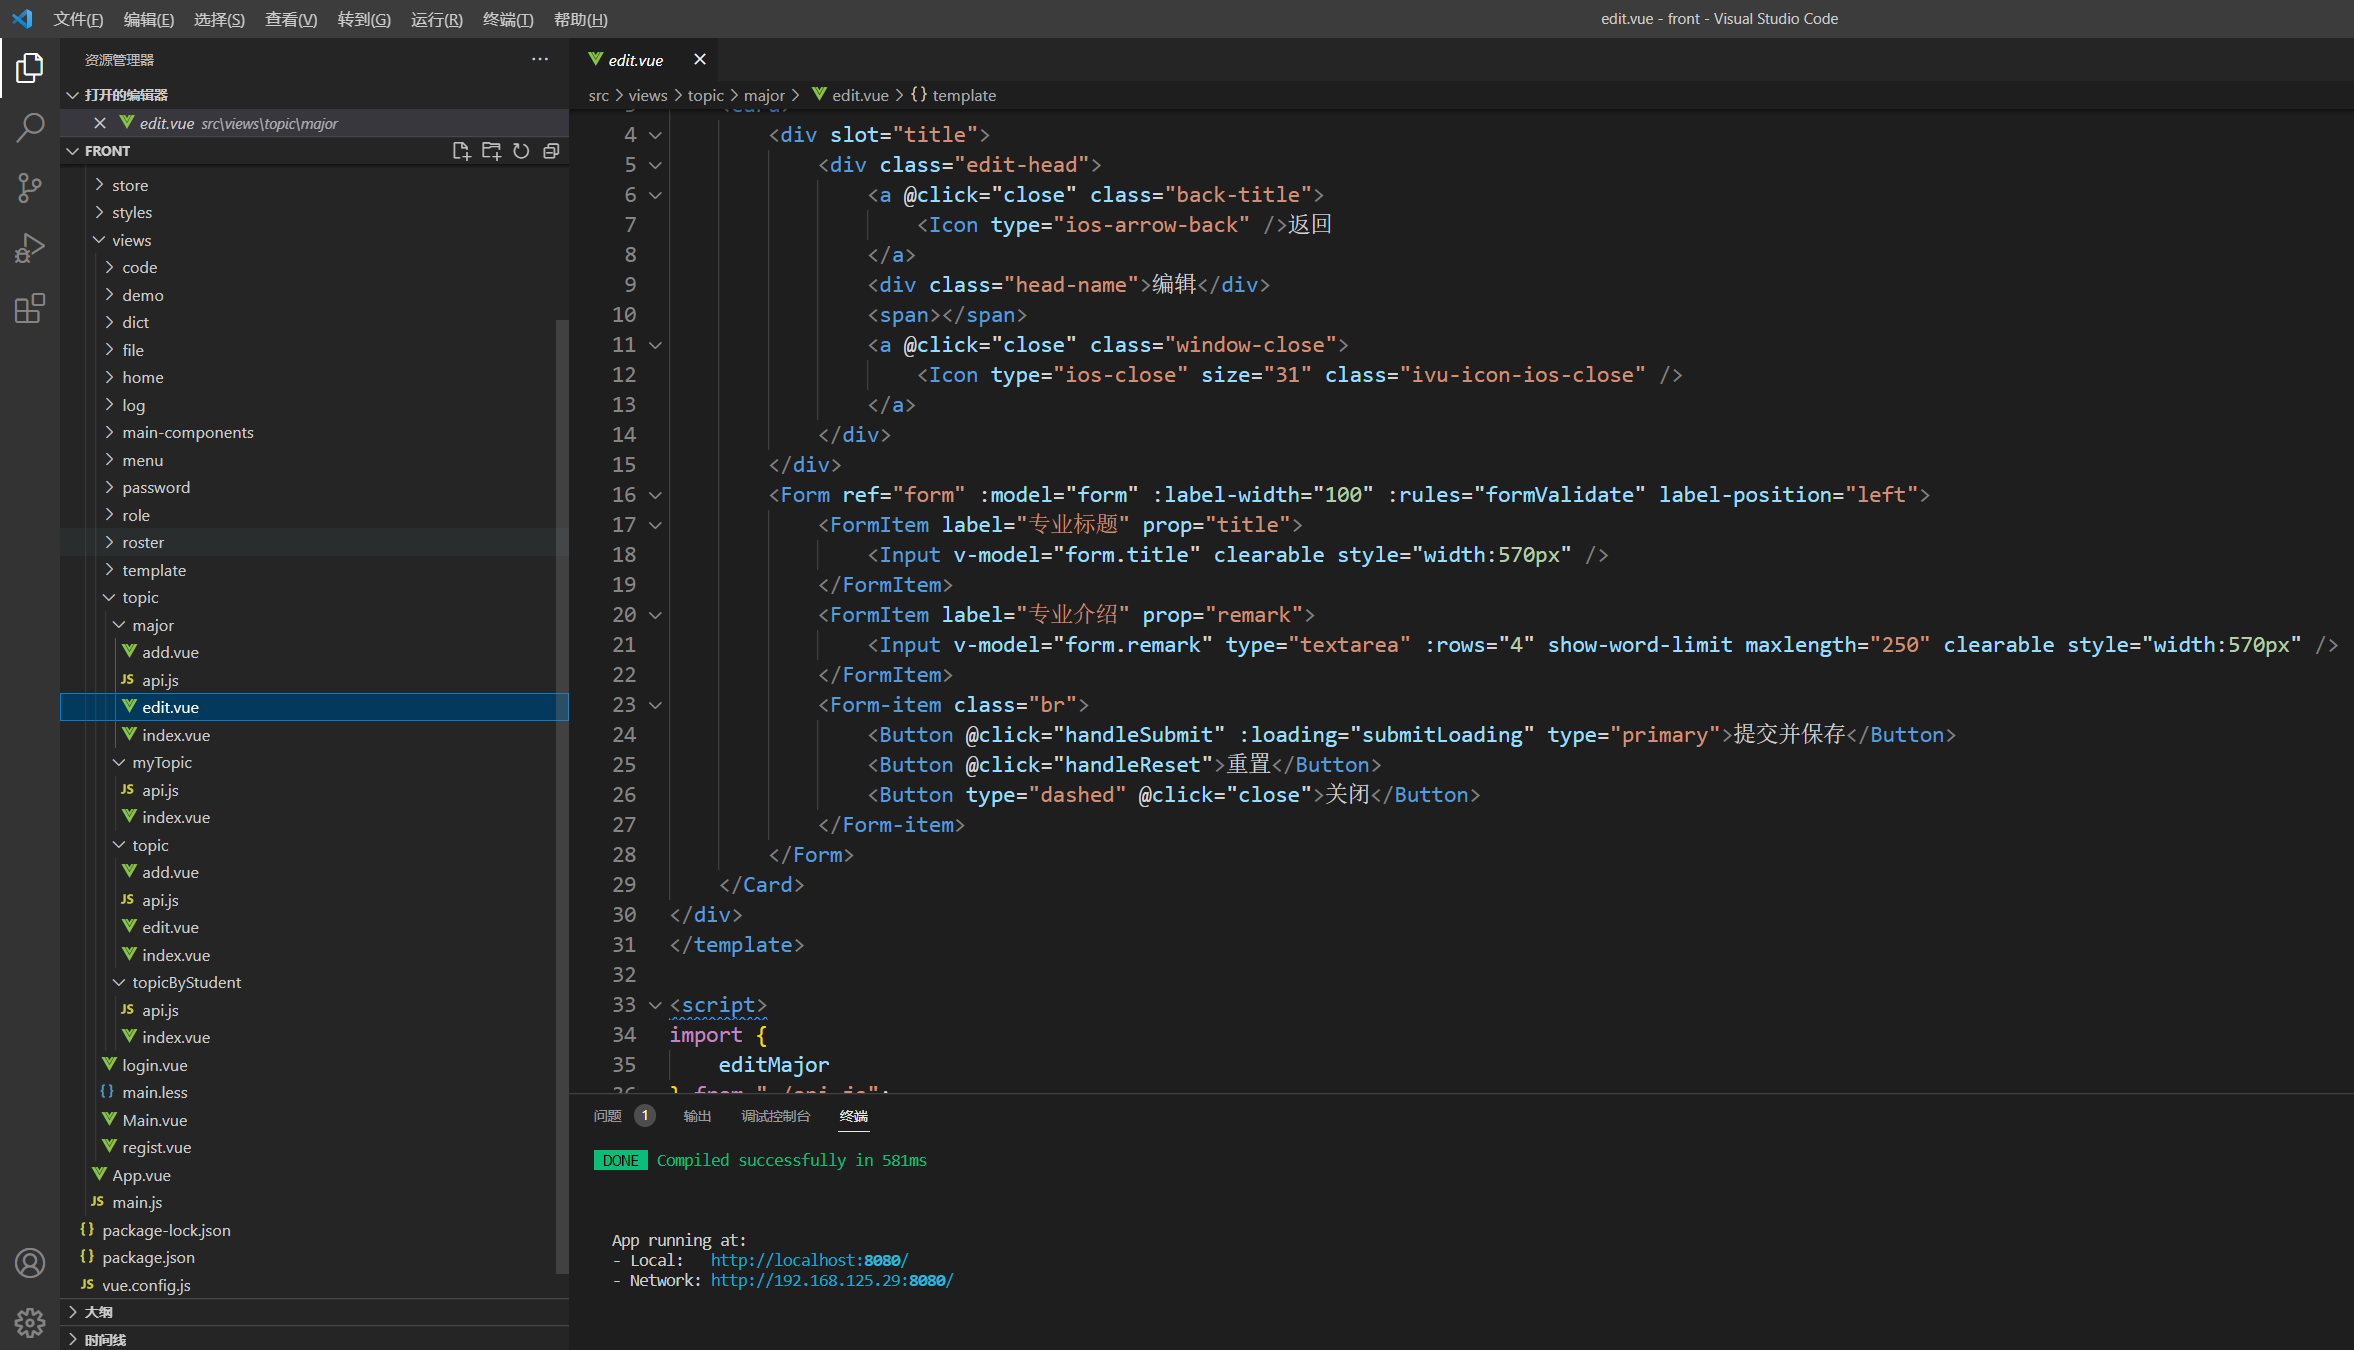 文件(F) 编辑(E) 选择(S) 查看(V) 转到(G) 运行(R) 终端(T) 帮助(H)
edit.vue - front - Visual Studio Code
资源管理器
打开的编辑器
edit.vue src\views\topic\major
FRONT
store
styles
views
code
demo
dict
file
home
log
main-components
menu
password
role
roster
template
topic
major
add.vue
JS api.js
edit.vue
index.vue
myTopic
JS api.js
index.vue
topic
add.vue
JS api.js
edit.vue
index.vue
topicByStudent
JS api.js
index.vue
login.vue
{} main.less
Main.vue
regist.vue
App.vue
JS main.js
{} package-lock.json
{} package.json
JS vue.config.js
大纲
时间线
edit.vue
src > views > topic > major > edit.vue > {} template
4 <div slot="title">
5 <div class="edit-head">
6 <a @click="close" class="back-title">
7 <Icon type="ios-arrow-back" />返回
8 </a>
9 <div class="head-name">编辑</div>
10 <span></span>
11 <a @click="close" class="window-close">
12 <Icon type="ios-close" size="31" class="ivu-icon-ios-close" />
13 </a>
14 </div>
15 </div>
16 <Form ref="form" :model="form" :label-width="100" :rules="formValidate" label-position="left">
17 <FormItem label="专业标题" prop="title">
18 <Input v-model="form.title" clearable style="width:570px" />
19 </FormItem>
20 <FormItem label="专业介绍" prop="remark">
21 <Input v-model="form.remark" type="textarea" :rows="4" show-word-limit maxlength="250" clearable style="width:570px" />
22 </FormItem>
23 <Form-item class="br">
24 <Button @click="handleSubmit" :loading="submitLoading" type="primary">提交并保存</Button>
25 <Button @click="handleReset">重置</Button>
26 <Button type="dashed" @click="close">关闭</Button>
27 </Form-item>
28 </Form>
29 </Card>
30 </div>
31 </template>
32
33 <script>
34 import {
35 editMajor
36 } from "./api.js";
问题 1 输出 调试控制台 终端
DONE Compiled successfully in 581ms
App running at:
- Local: http://localhost:8080/
- Network: http://192.168.125.29:8080/